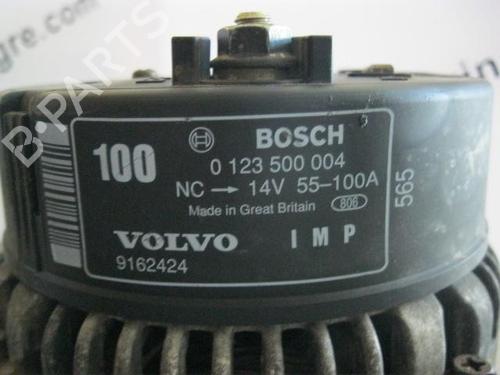 100 BOSCH
0 123 500 004
NC → 14V 55-100A
Made in Great Britain 806
565
VOLVO IMP
9162424
B-PARTS